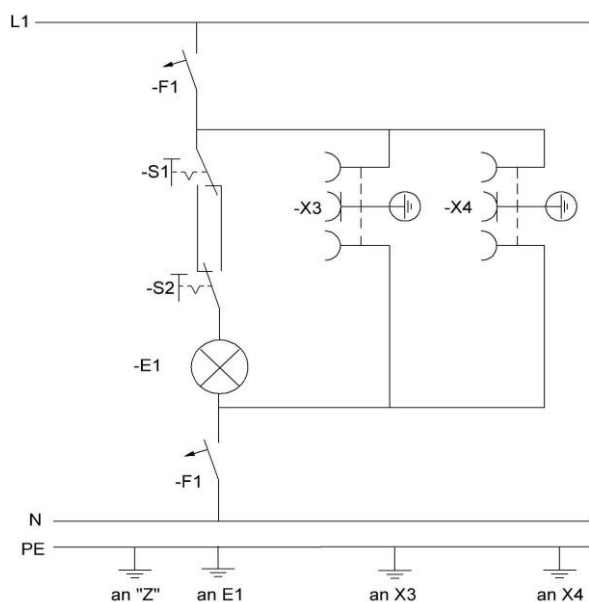 L1
-F1
-S1
-X3
-X4
-S2
-E1
-F1
N
PE
an "Z" an E1 an X3 an X4